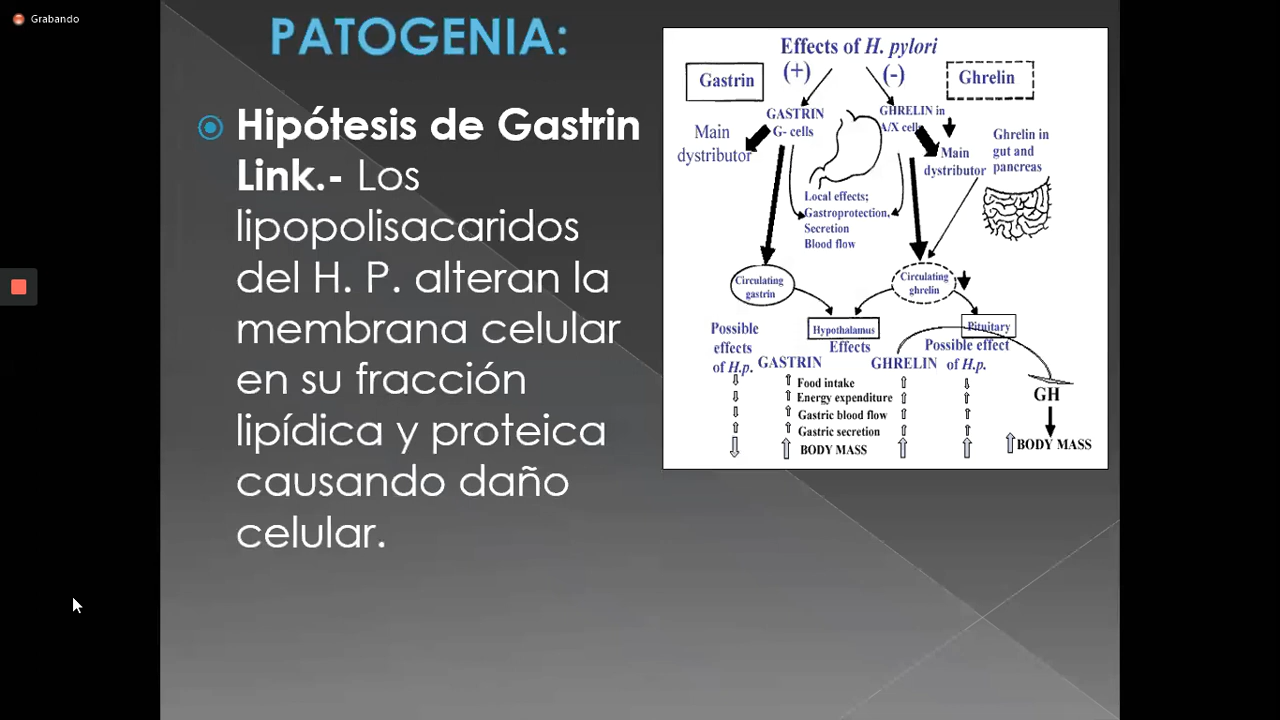 Grabando
PATOGENIA:
Hipótesis de Gastrin
Link.- Los
lipopolisacaridos
del H. P. alteran la
membrana celular
en su fracción
lipídica y proteica
causando daño
celular.
Effects of H. pylori
(+) (-)
Gastrin
Ghrelin
GASTRIN
G- cells
GHRELIN in
A/X cells
Main
dystributor
Main
dystributor
Ghrelin in
gut and
pancreas
Local effects;
Gastroprotection,
Secretion
Blood flow
Circulating
gastrin
Circulating
ghrelin
Hypothalamus
Pituitary
Possible
effects
of H.p.
GASTRIN
Effects
GHRELIN
Possible effect
of H.p.
Food intake
Energy expenditure
Gastric blood flow
Gastric secretion
BODY MASS
GH
BODY MASS